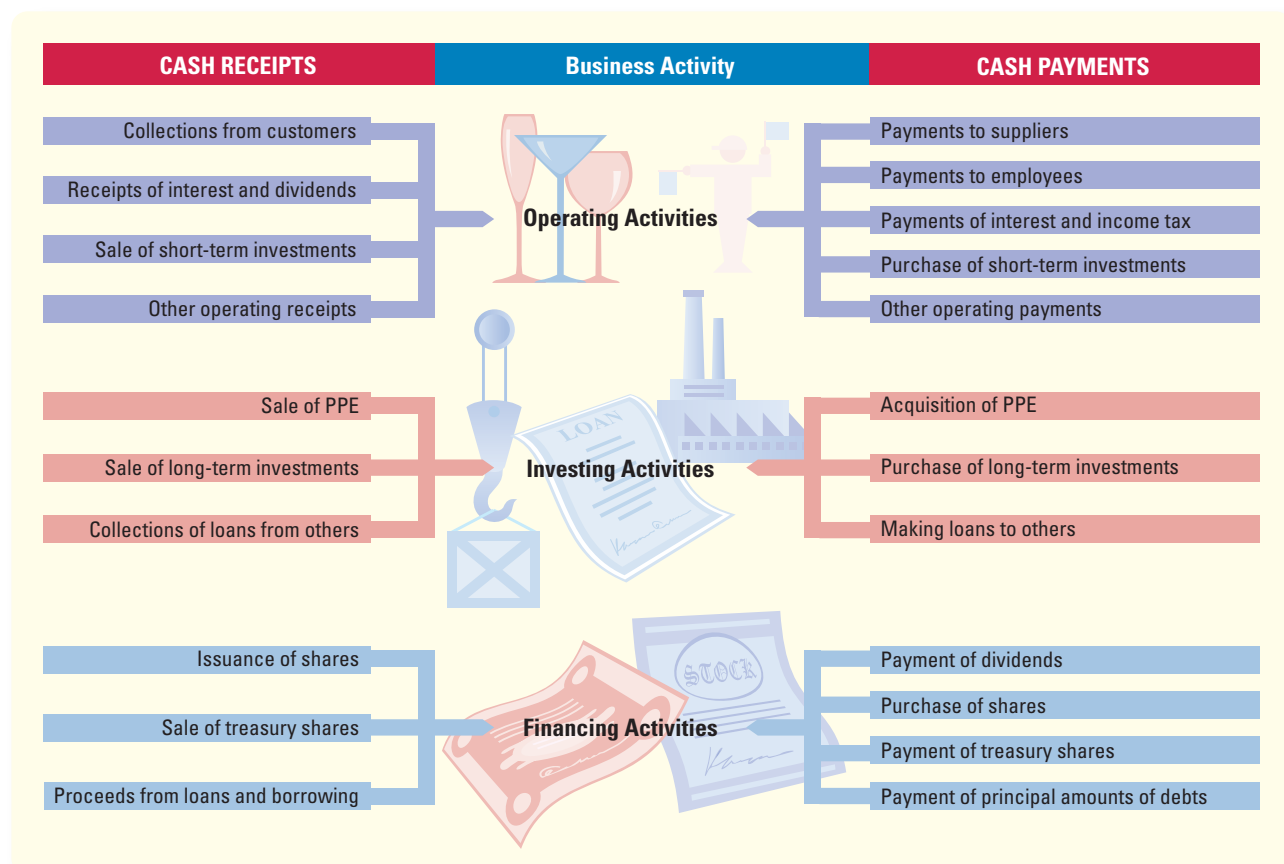 CASH RECEIPTS
Business Activity
CASH PAYMENTS
Collections from customers
Receipts of interest and dividends
Sale of short-term investments
Other operating receipts
Operating Activities
Payments to suppliers
Payments to employees
Payments of interest and income tax
Purchase of short-term investments
Other operating payments
Sale of PPE
Sale of long-term investments
Collections of loans from others
LOAN
Investing Activities
Acquisition of PPE
Purchase of long-term investments
Making loans to others
Issuance of shares
Sale of treasury shares
Proceeds from loans and borrowing
STOCK
Financing Activities
Payment of dividends
Purchase of shares
Payment of treasury shares
Payment of principal amounts of debts